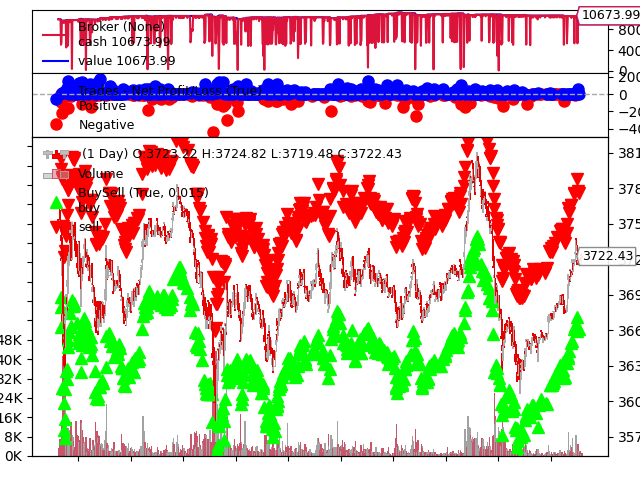 Broker (None)
cash 10673.99
value 10673.99
10673.99
800
400
0
Trades - Net Profit/Loss (True)
Positive
Negative
200
0
−20
−40
(1 Day) O:3723.22 H:3724.82 L:3719.48 C:3722.43
Volume
BuySell (True, 0.015)
buy
sell
381
378
375
3722.43
369
366
363
360
357
48K
40K
32K
24K
16K
8K
0K